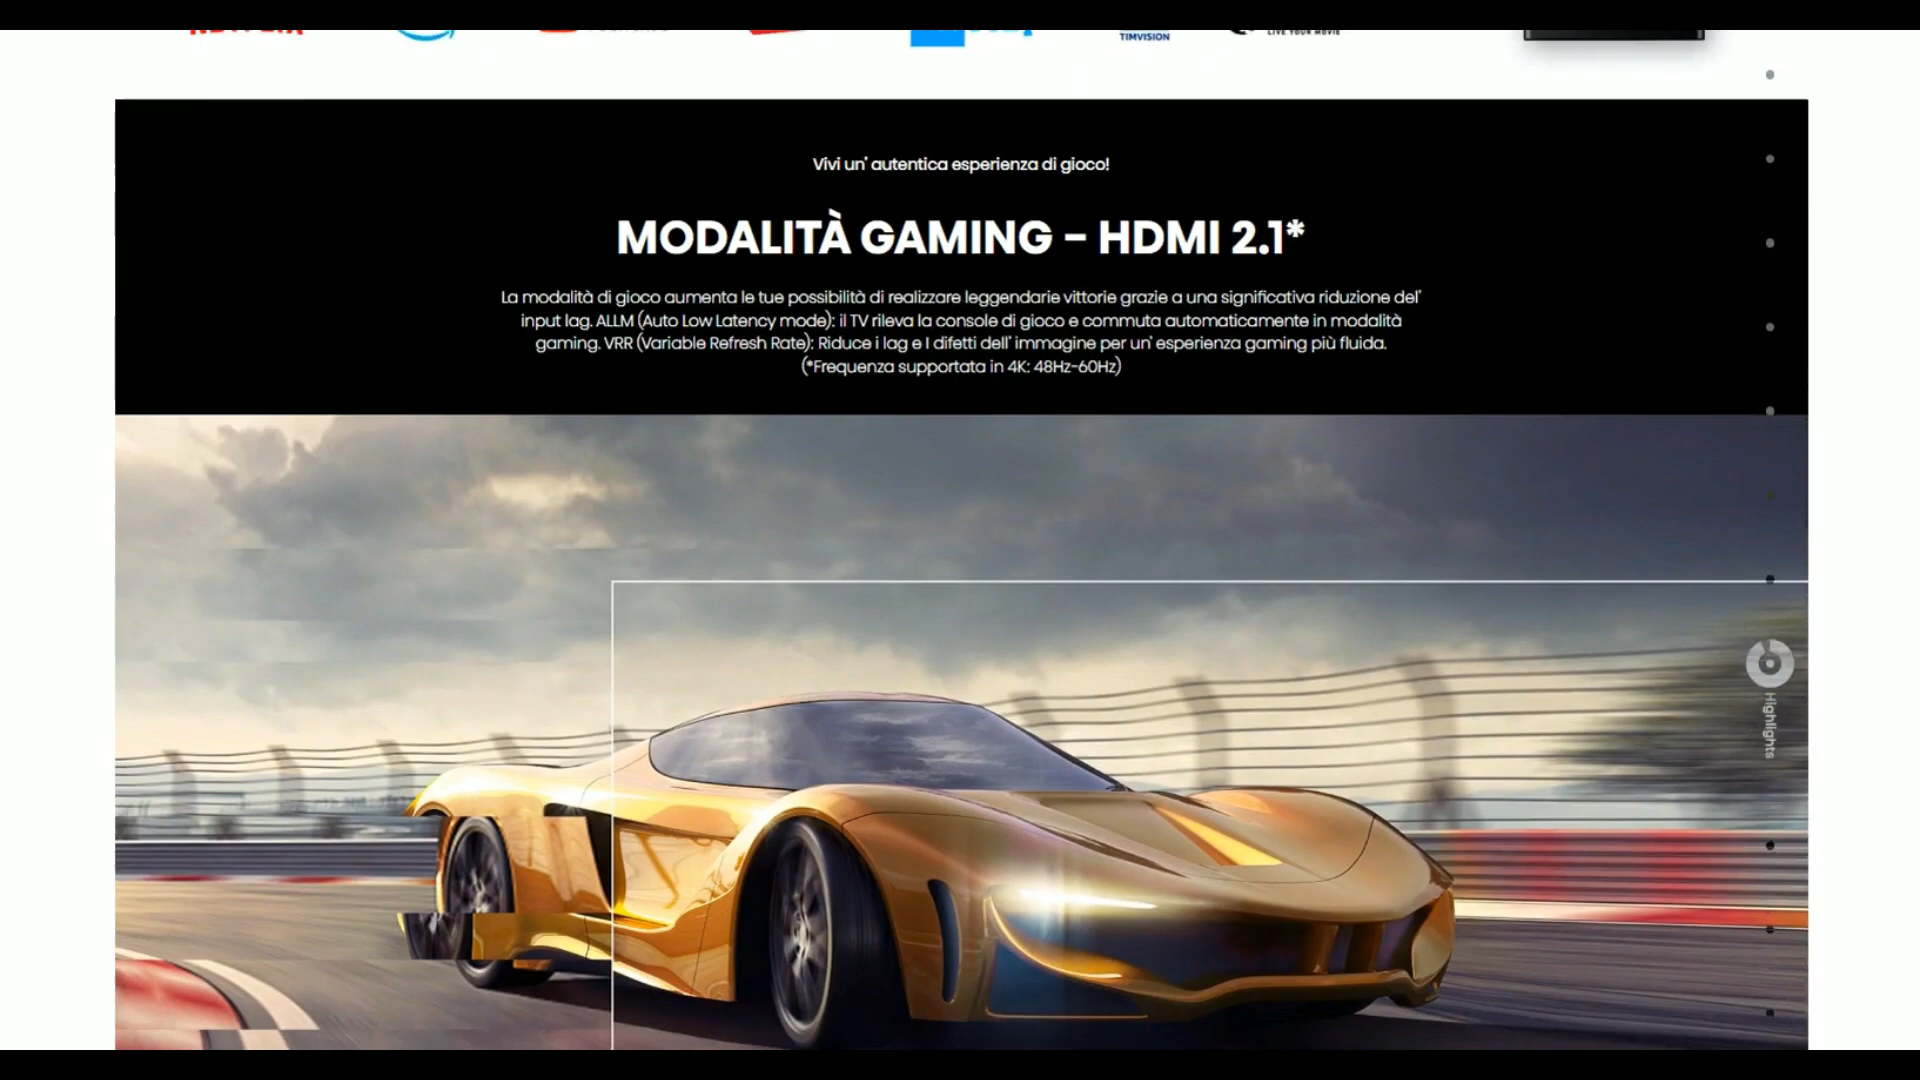 TIMVISION
LIVE YOUR MOVIE
Vivi un' autentica esperienza di gioco!
MODALITÀ GAMING – HDMI 2.1*
La modalità di gioco aumenta le tue possibilità di realizzare leggendarie vittorie grazie a una significativa riduzione del'
input lag. ALLM (Auto Low Latency mode): il TV rileva la console di gioco e commuta automaticamente in modalità
gaming. VRR (Variable Refresh Rate): Riduce i lag e I difetti dell' immagine per un' esperienza gaming più fluida.
(*Frequenza supportata in 4K: 48Hz-60Hz)
Highlights